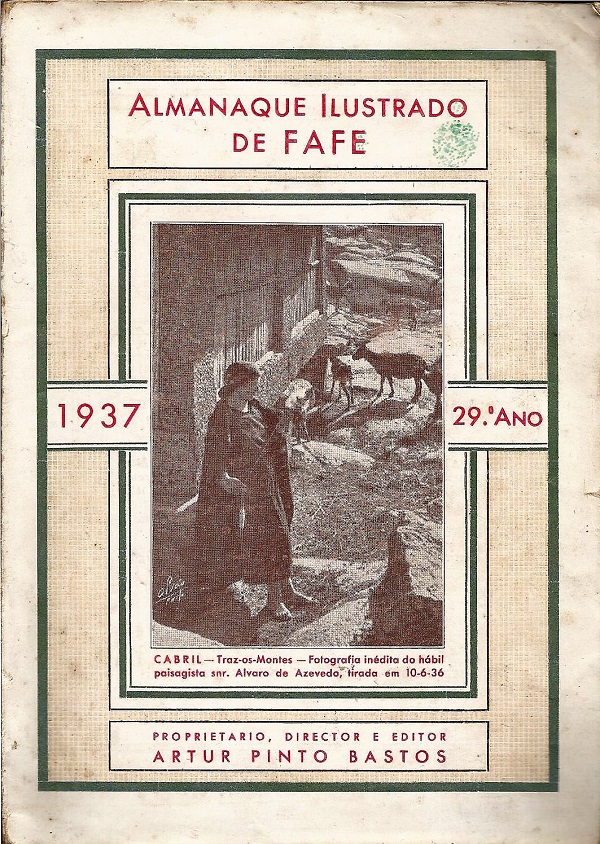 ALMANAQUE ILUSTRADO
DE FAFE
1937
29.º ANO
CABRIL — Traz-os-Montes — Fotografia inédita do hábil
paisagista snr. Alvaro de Azevedo, tirada em 10-6-36
PROPRIETARIO, DIRECTOR E EDITOR
ARTUR PINTO BASTOS